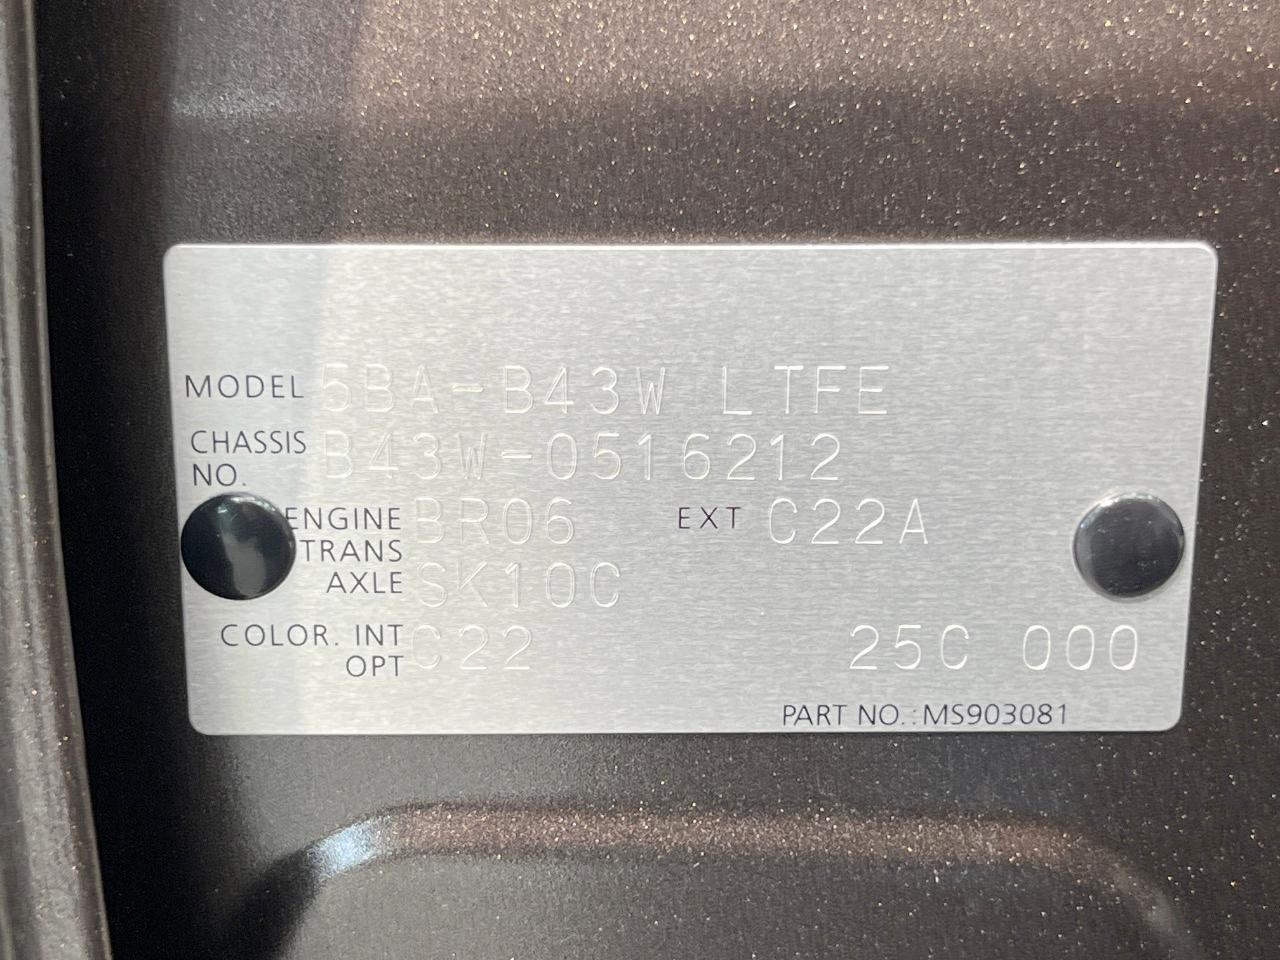 MODEL 5BA-B43W LTFE
CHASSIS NO. B43W-0516212
ENGINE BR06 EXT C22A
TRANS AXLE SK10C
COLOR. INT C22 25C 000
OPT
PART NO.: MS903081